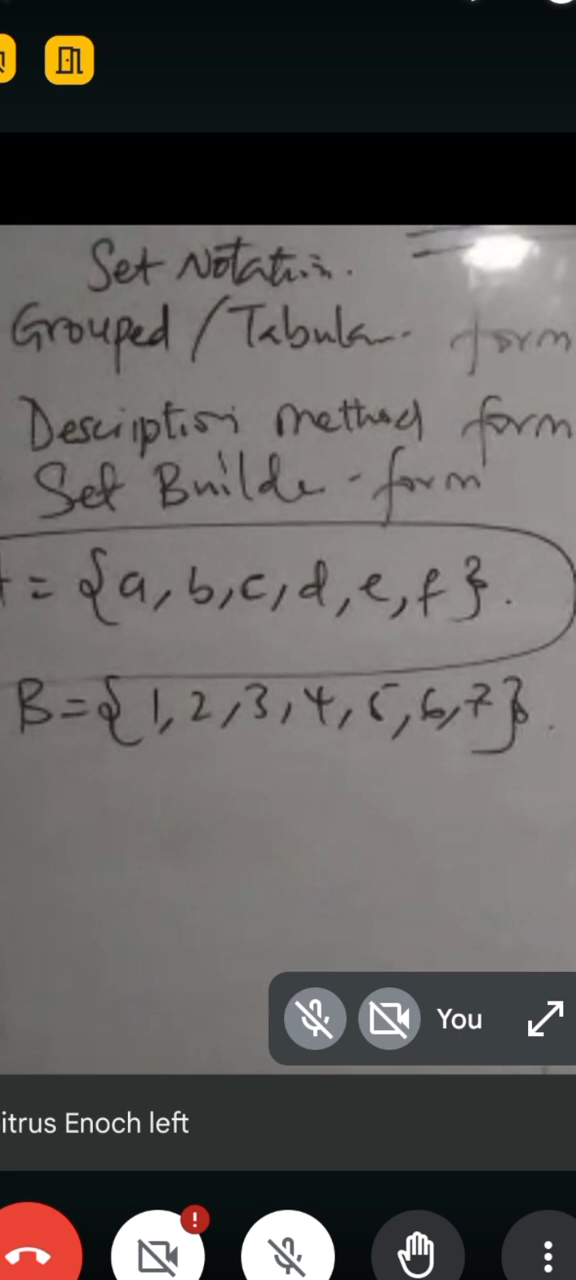 Set Notation.
Grouped / Tabular form
Description method form
Set Builder - form
= {a, b, c, d, e, f}.
B = {1, 2, 3, 4, 5, 6, 7}.
You
itrus Enoch left
!